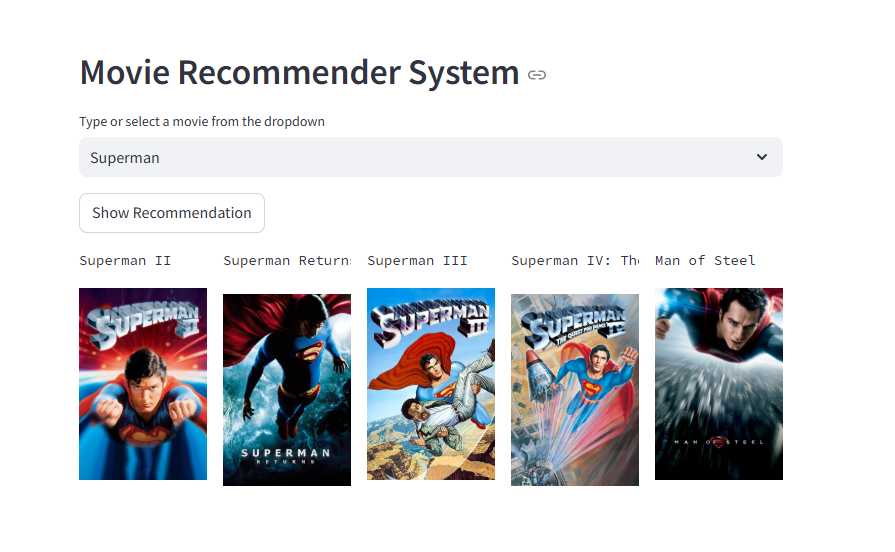 Movie Recommender System
Type or select a movie from the dropdown
Superman
Show Recommendation
Superman II
Superman Returns
Superman III
Superman IV: The
Man of Steel
SUPERMAN II
SUPERMAN
RETURNS
SUPERMAN III
SUPERMAN IV
THE QUEST FOR PEACE
MAN OF STEEL